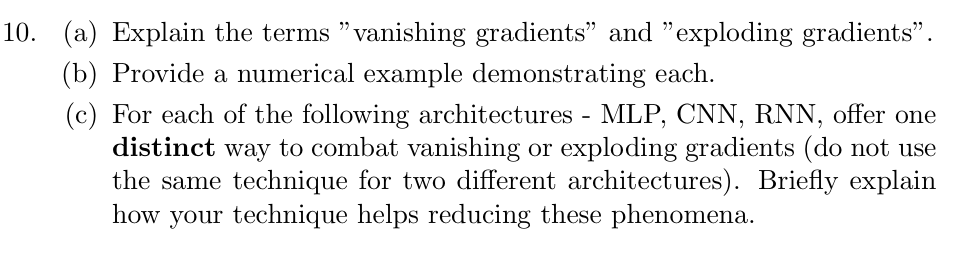 10. (a) Explain the terms ”vanishing gradients” and ”exploding gradients”.
(b) Provide a numerical example demonstrating each.
(c) For each of the following architectures - MLP, CNN, RNN, offer one
distinct way to combat vanishing or exploding gradients (do not use
the same technique for two different architectures). Briefly explain
how your technique helps reducing these phenomena.